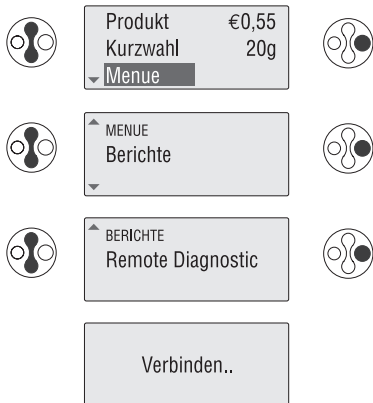 Produkt €0,55
Kurzwahl 20g
Menue
MENUE
Berichte
BERICHTE
Remote Diagnostic
Verbinden..